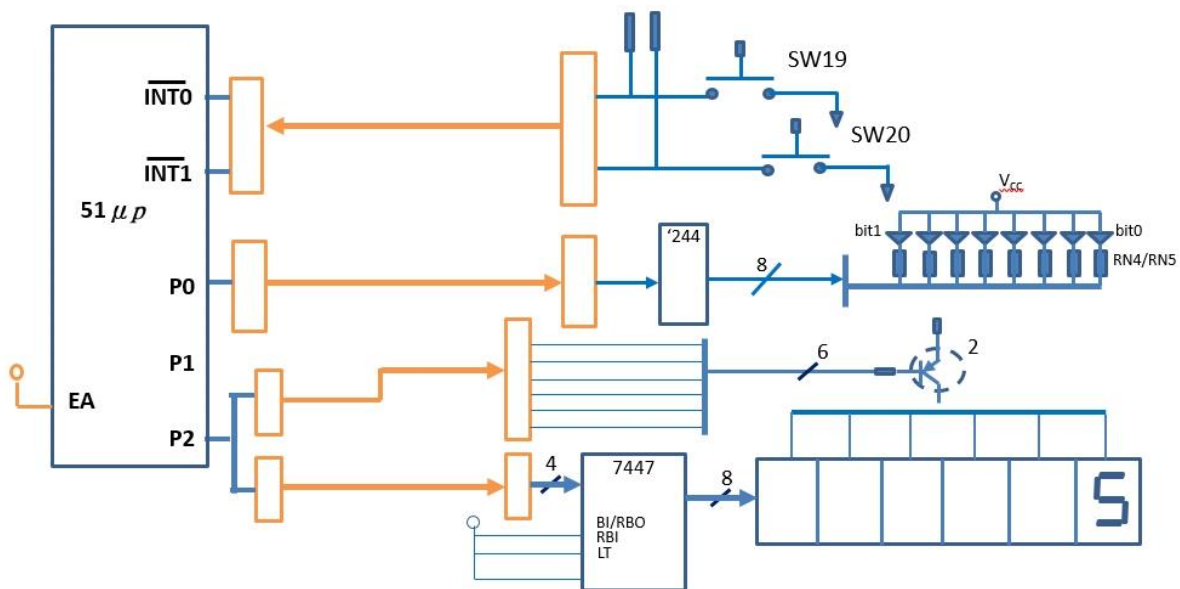 INT0
SW19
SW20
INT1
51 μp
Vcc
bit1
bit0
'244
8
RN4/RN5
P0
P1
6
2
EA
P2
4
7447
8
BI/RBO
RBI
LT
5